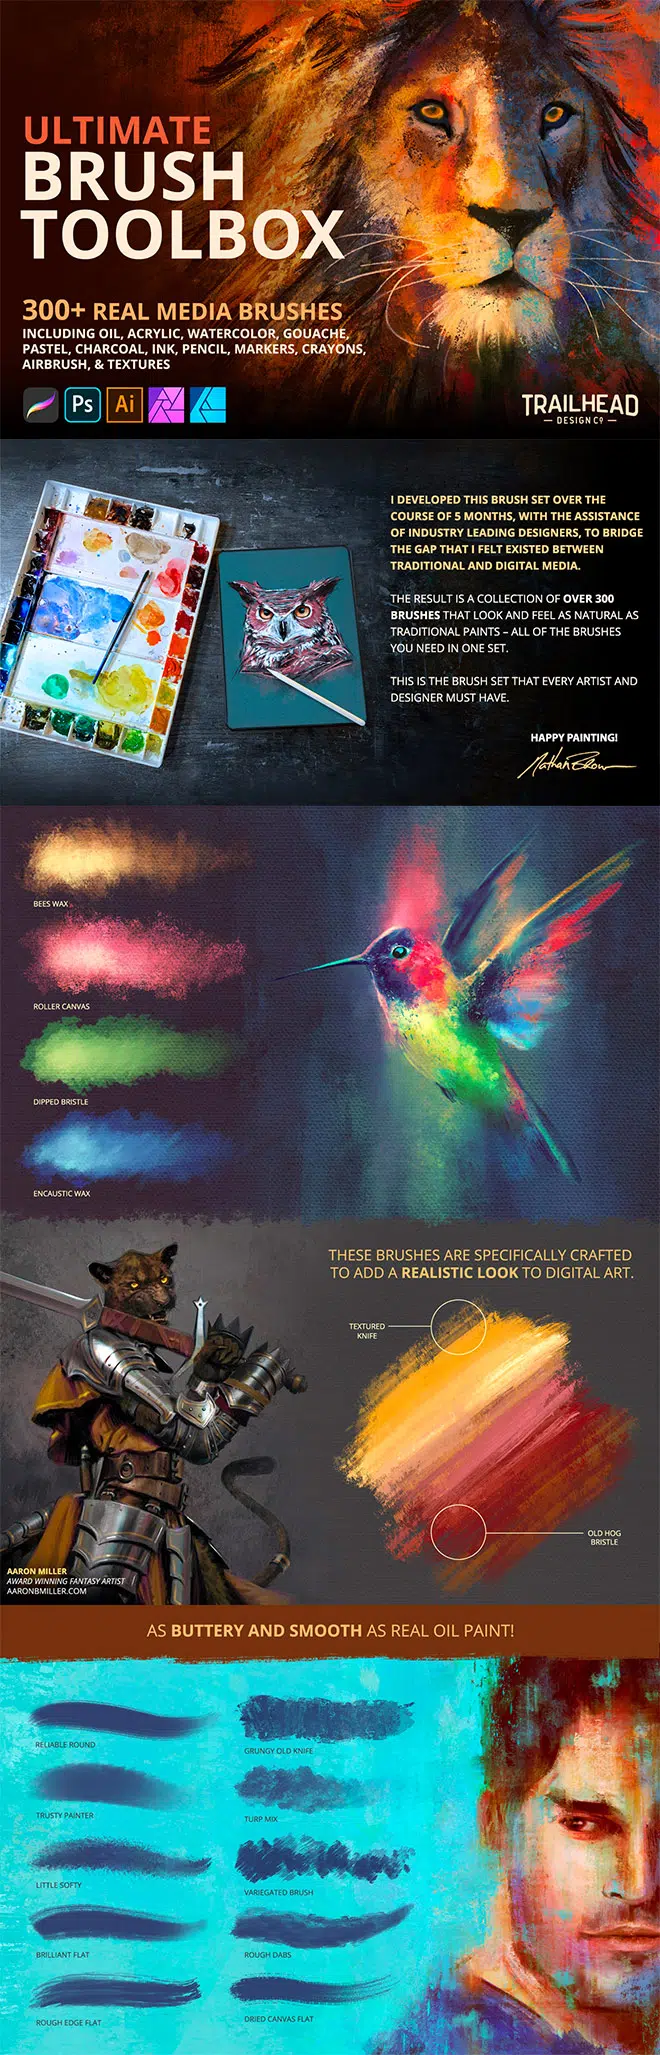 ULTIMATE
BRUSH
TOOLBOX
300+ REAL MEDIA BRUSHES
INCLUDING OIL, ACRYLIC, WATERCOLOR, GOUACHE,
PASTEL, CHARCOAL, INK, PENCIL, MARKERS, CRAYONS,
AIRBRUSH, & TEXTURES
Ps
Ai
TRAILHEAD
— DESIGN Cº —
I DEVELOPED THIS BRUSH SET OVER THE
COURSE OF 5 MONTHS, WITH THE ASSISTANCE
OF INDUSTRY LEADING DESIGNERS, TO BRIDGE
THE GAP THAT I FELT EXISTED BETWEEN
TRADITIONAL AND DIGITAL MEDIA.
THE RESULT IS A COLLECTION OF OVER 300
BRUSHES THAT LOOK AND FEEL AS NATURAL AS
TRADITIONAL PAINTS – ALL OF THE BRUSHES
YOU NEED IN ONE SET.
THIS IS THE BRUSH SET THAT EVERY ARTIST AND
DESIGNER MUST HAVE.
HAPPY PAINTING!
Nathan Brown
BEES WAX
ROLLER CANVAS
DIPPED BRISTLE
ENCAUSTIC WAX
THESE BRUSHES ARE SPECIFICALLY CRAFTED
TO ADD A REALISTIC LOOK TO DIGITAL ART.
TEXTURED
KNIFE
OLD HOG
BRISTLE
AARON MILLER
AWARD WINNING FANTASY ARTIST
AARONBMILLER.COM
AS BUTTERY AND SMOOTH AS REAL OIL PAINT!
RELIABLE ROUND
GRUNGY OLD KNIFE
TRUSTY PAINTER
TURP MIX
LITTLE SOFTY
VARIEGATED BRUSH
BRILLIANT FLAT
ROUGH DABS
ROUGH EDGE FLAT
DRIED CANVAS FLAT